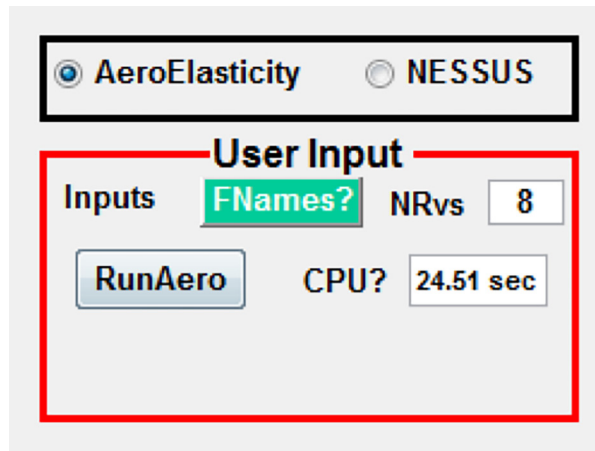 AeroElasticity NESSUS
User Input
Inputs FNames? NRvs 8
RunAero CPU? 24.51 sec